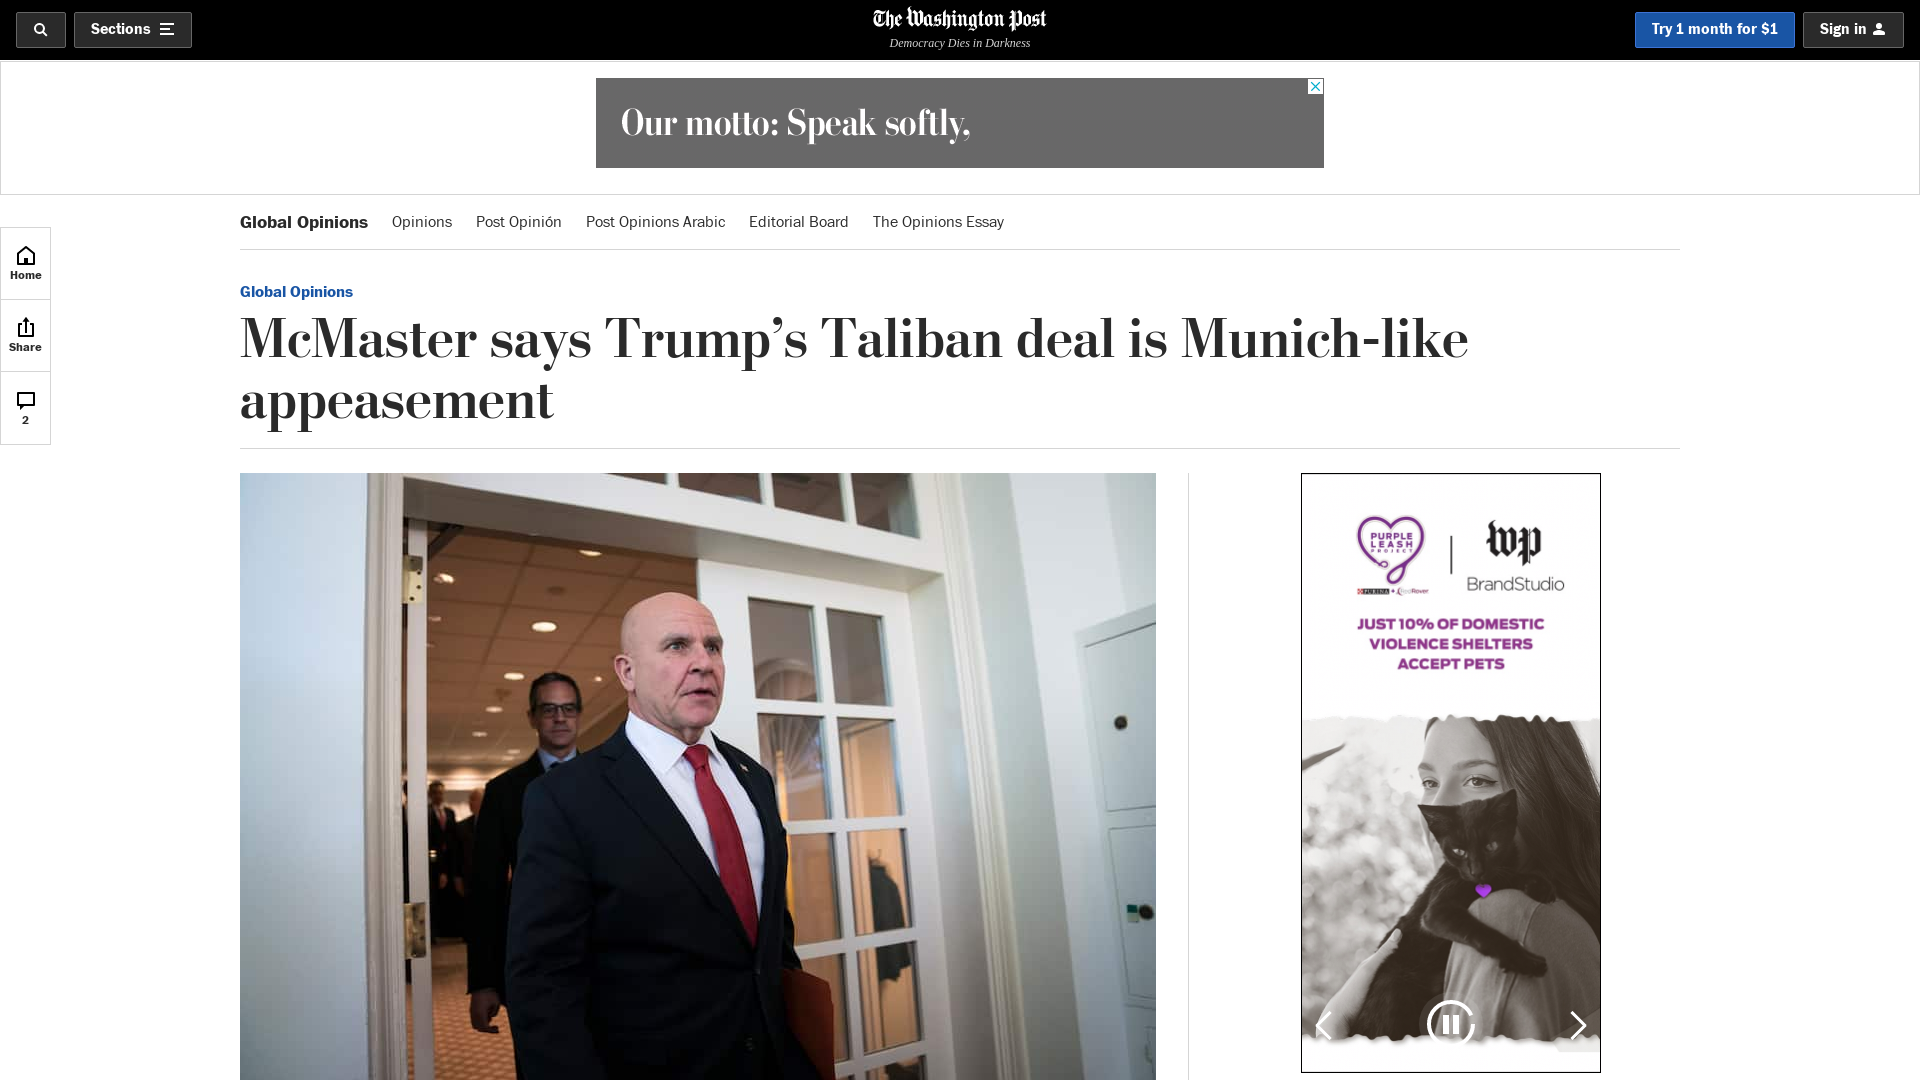 Sections
The Washington Post
Democracy Dies in Darkness
Try 1 month for $1
Sign in
Our motto: Speak softly,
Global Opinions
Opinions
Post Opinión
Post Opinions Arabic
Editorial Board
The Opinions Essay
Home
Share
2
Global Opinions
McMaster says Trump’s Taliban deal is Munich-like
appeasement
PURPLE
LEASH
PROJECT
PURINA + RedRover
wp
BrandStudio
JUST 10% OF DOMESTIC
VIOLENCE SHELTERS
ACCEPT PETS